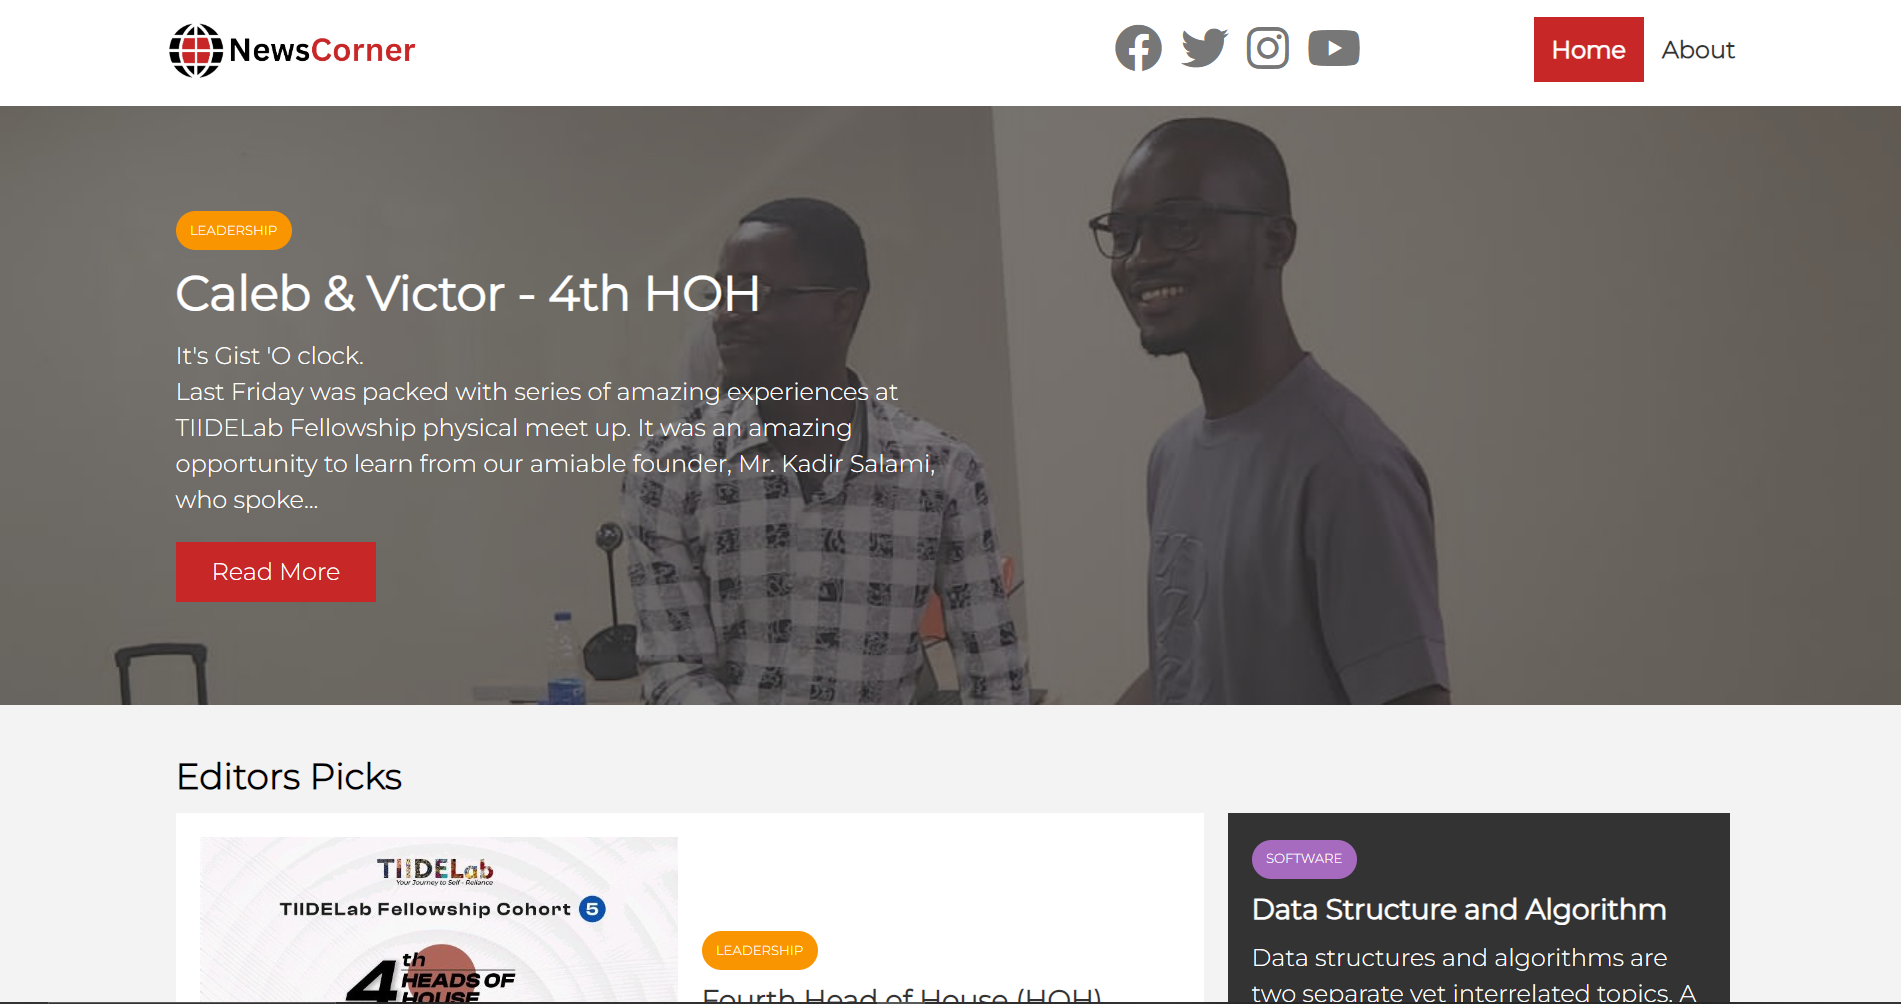 NewsCorner
Home
About
LEADERSHIP
Caleb & Victor - 4th HOH
It's Gist 'O clock.
Last Friday was packed with series of amazing experiences at
TIIDELab Fellowship physical meet up. It was an amazing
opportunity to learn from our amiable founder, Mr. Kadir Salami,
who spoke...
Read More
Editors Picks
TIIDELab
Your Journey to Self - Reliance
TIIDELab Fellowship Cohort 5
4th
HEADS OF
HOUSE
LEADERSHIP
Fourth Head of House (HOH)
SOFTWARE
Data Structure and Algorithm
Data structures and algorithms are
two separate yet interrelated topics. A